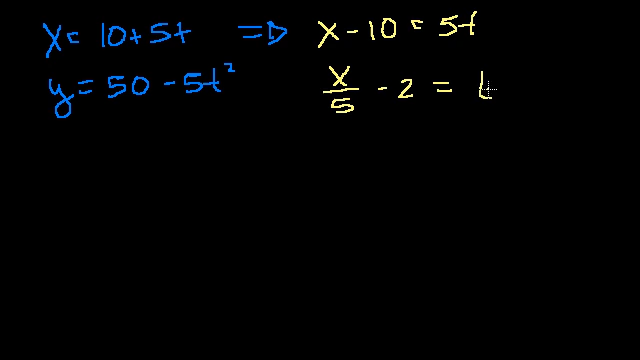 x = 10 + 5t ⇒ x - 10 = 5t
y = 50 - 5t² x/5 - 2 = t